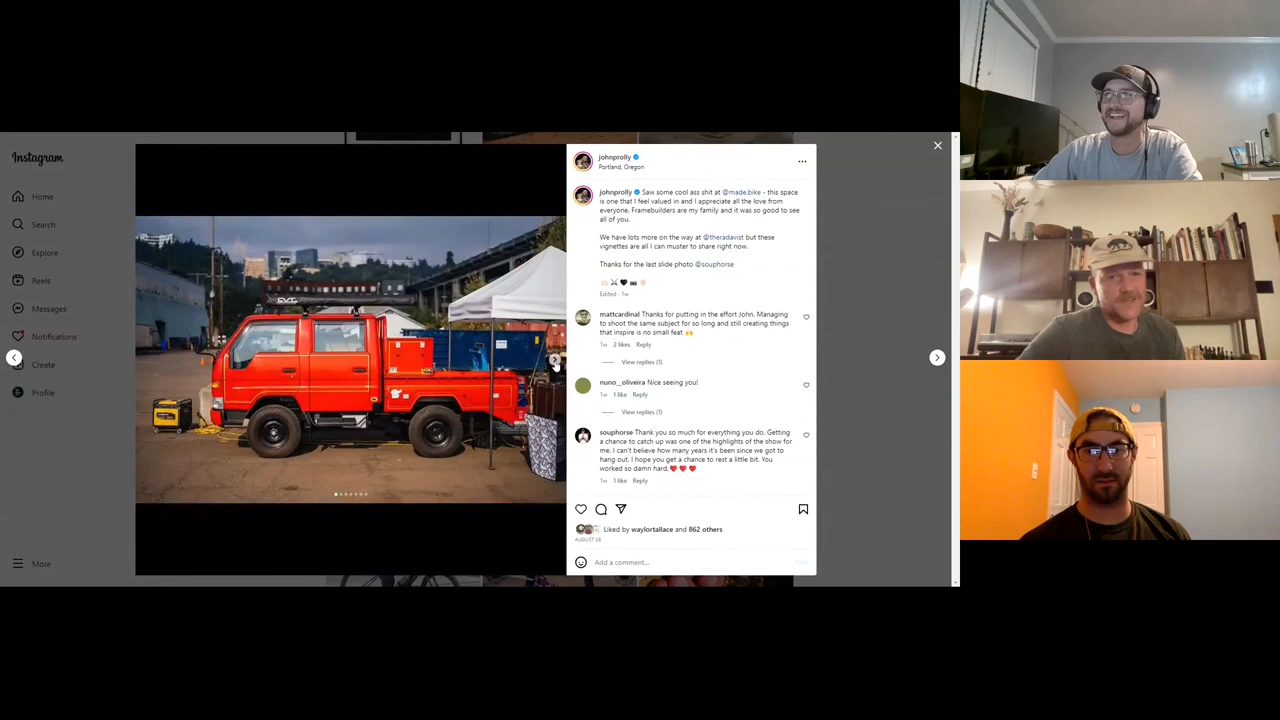 Instagram
Home
Search
Explore
Reels
Messages
Notifications
Create
Profile
More
johnprolly
Portland, Oregon
johnprolly Saw some cool ass shit at @made.bike - this space
is one that I feel valued in and I appreciate all the love from
everyone. Framebuilders are my family and it was so good to see
all of you.
We have lots more on the way at @theradavist but these
vignettes are all I can muster to share right now.
Thanks for the last slide photo @souphorse
Edited · 1w
mattcardinal Thanks for putting in the effort John. Managing
to shoot the same subject for so long and still creating things
that inspire is no small feat 🙌
1w 2 likes Reply
View replies (1)
nuno__oliveira Nice seeing you!
1w 1 like Reply
View replies (1)
souphorse Thank you so much for everything you do. Getting
a chance to catch up was one of the highlights of the show for
me. I can't believe how many years it's been since we got to
hang out. I hope you get a chance to rest a little bit. You
worked so damn hard.❤️❤️❤️
1w 1 like Reply
Liked by waylortallace and 862 others
AUGUST 28
Add a comment...